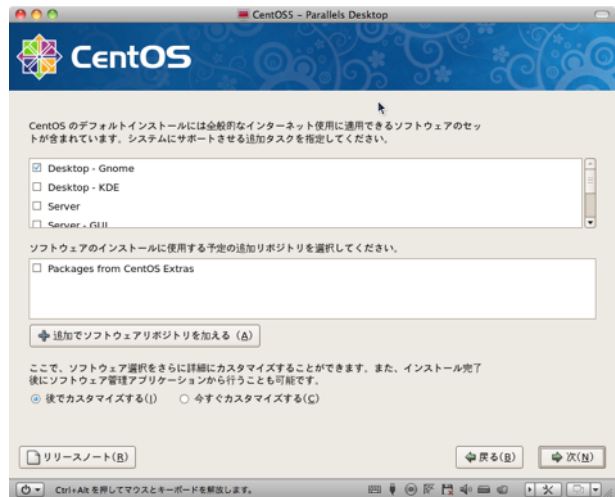 CentOS5 - Parallels Desktop
CentOS
CentOS のデフォルトインストールには全般的なインターネット使用に適用できるソフトウェアのセッ
トが含まれています。システムにサポートさせる追加タスクを指定してください。
Desktop - Gnome
Desktop - KDE
Server
Server - GUI
ソフトウェアのインストールに使用する予定の追加リポジトリを選択してください。
Packages from CentOS Extras
追加でソフトウェアリポジトリを加える (A)
ここで、ソフトウェア選択をさらに詳細にカスタマイズすることができます。また、インストール完了
後にソフトウェア管理アプリケーションから行うことも可能です。
後でカスタマイズする(l) 今すぐカスタマイズする(C)
リリースノート(R) 戻る(B) 次(N)
Ctrl+Alt を押してマウスとキーボードを解放します。